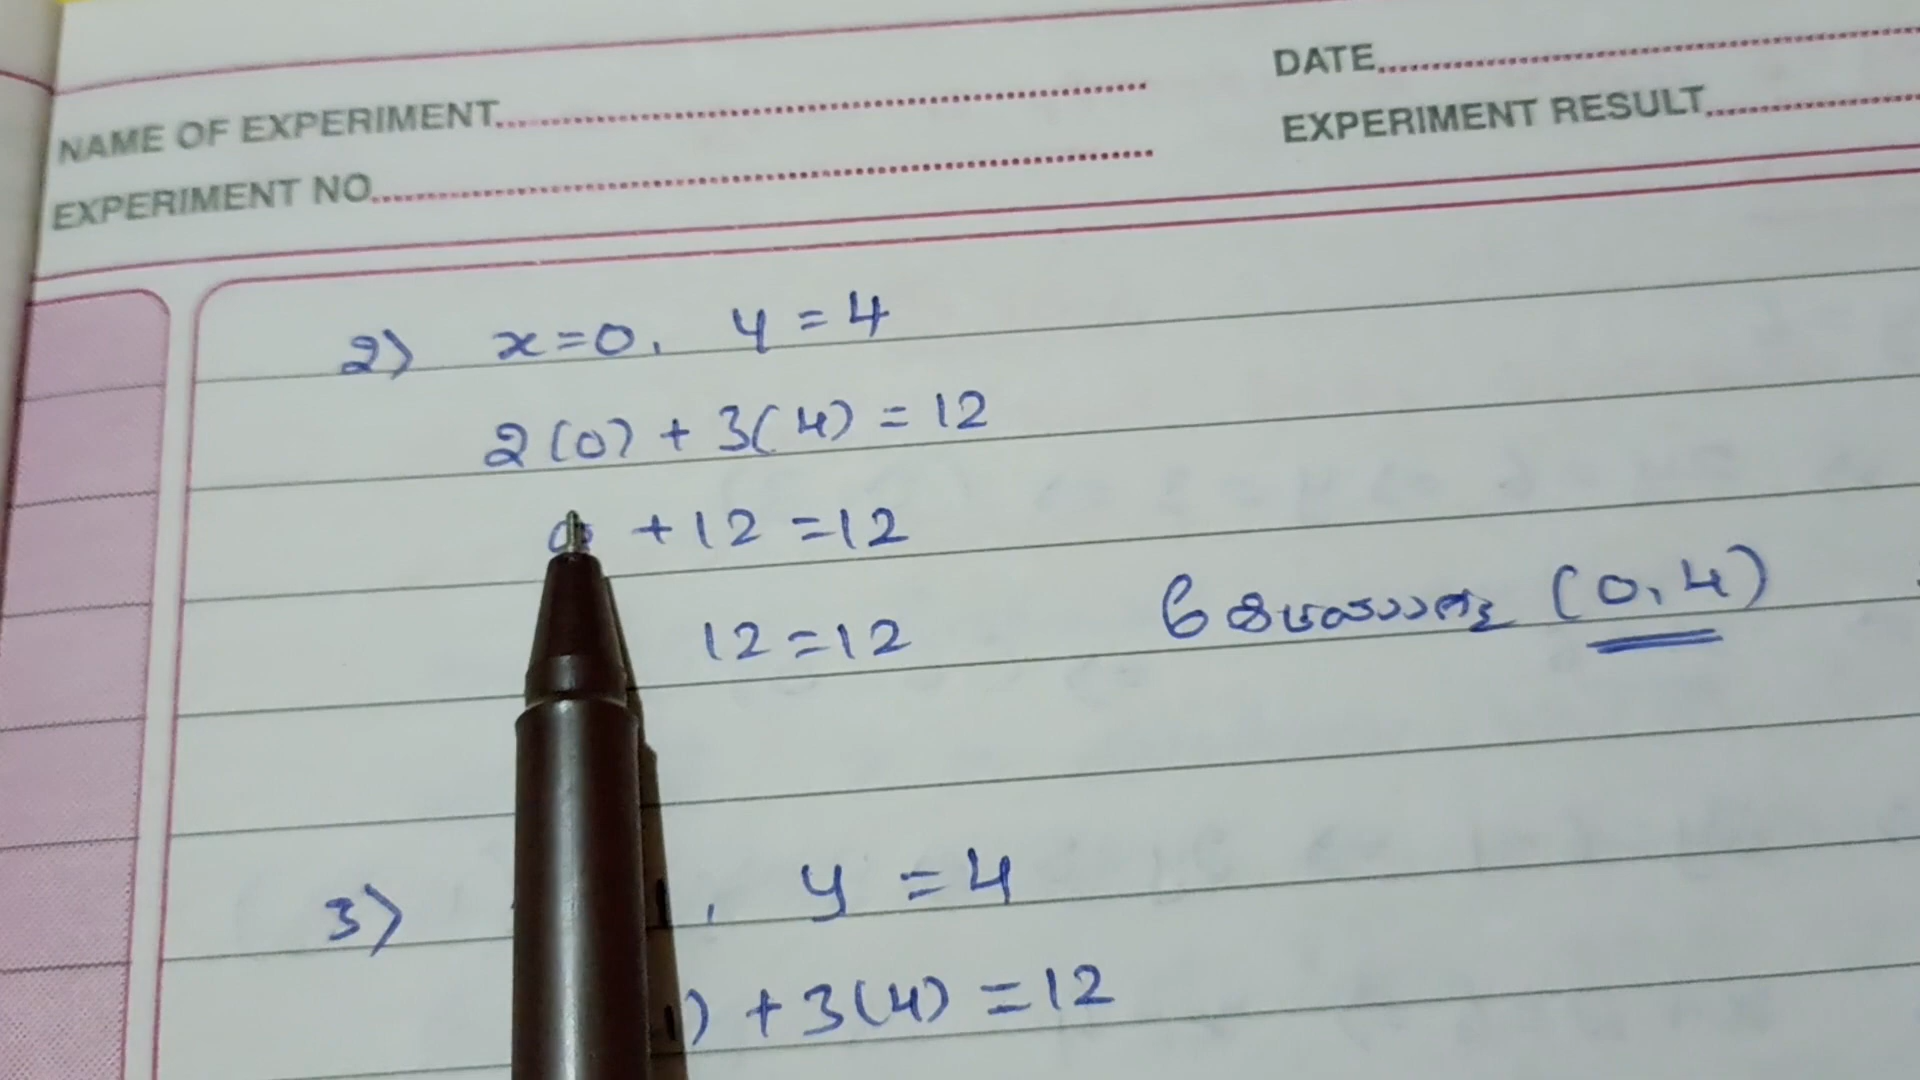 NAME OF EXPERIMENT
DATE
EXPERIMENT NO
EXPERIMENT RESULT
2) x=0, y=4
2(0)+3(4)=12
+12=12
12=12
(0,4)
3) , y=4
1)+3(4)=12